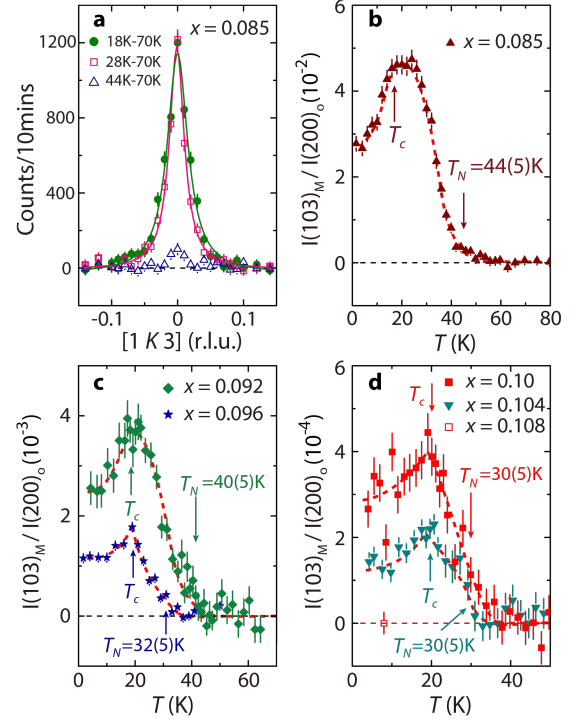 a
x = 0.085
18K-70K
28K-70K
44K-70K
Counts/10mins
1200
800
400
0
-0.1
0
0.1
[1 K 3] (r.l.u.)
b
x = 0.085
I(103)M / I(200)o (10-2)
6
4
2
0
Tc
TN=44(5)K
0
20
40
60
80
T (K)
c
x = 0.092
x = 0.096
I(103)M / I(200)o (10-3)
4
2
0
TN=40(5)K
Tc
Tc
TN=32(5)K
0
20
40
60
T (K)
d
x = 0.10
x = 0.104
x = 0.108
I(103)M / I(200)o (10-4)
6
4
2
0
-2
Tc
TN=30(5)K
Tc
TN=30(5)K
0
20
40
T (K)